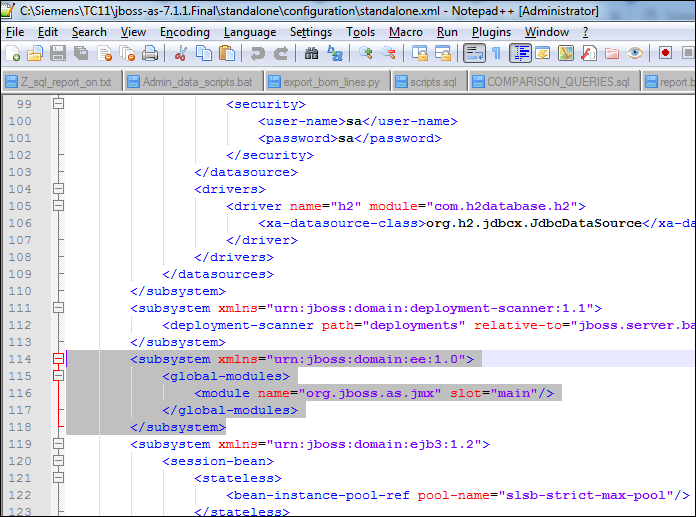 C:\Siemens\TC11\jboss-as-7.1.1.Final\standalone\configuration\standalone.xml - Notepad++ [Administrator]
File Edit Search View Encoding Language Settings Tools Macro Run Plugins Window ?
Z_sql_report_on.txt Admin_data_scripts.bat export_bom_lines.py scripts.sql COMPARISON_QUERIES.sql report.b
99 <security>
100 <user-name>sa</user-name>
101 <password>sa</password>
102 </security>
103 </datasource>
104 <drivers>
105 <driver name="h2" module="com.h2database.h2">
106 <xa-datasource-class>org.h2.jdbcx.JdbcDataSource</xa-da
107 </driver>
108 </drivers>
109 </datasources>
110 </subsystem>
111 <subsystem xmlns="urn:jboss:domain:deployment-scanner:1.1">
112 <deployment-scanner path="deployments" relative-to="jboss.server.ba
113 </subsystem>
114 <subsystem xmlns="urn:jboss:domain:ee:1.0">
115 <global-modules>
116 <module name="org.jboss.as.jmx" slot="main"/>
117 </global-modules>
118 </subsystem>
119 <subsystem xmlns="urn:jboss:domain:ejb3:1.2">
120 <session-bean>
121 <stateless>
122 <bean-instance-pool-ref pool-name="slsb-strict-max-pool"/>
123 </stateless>